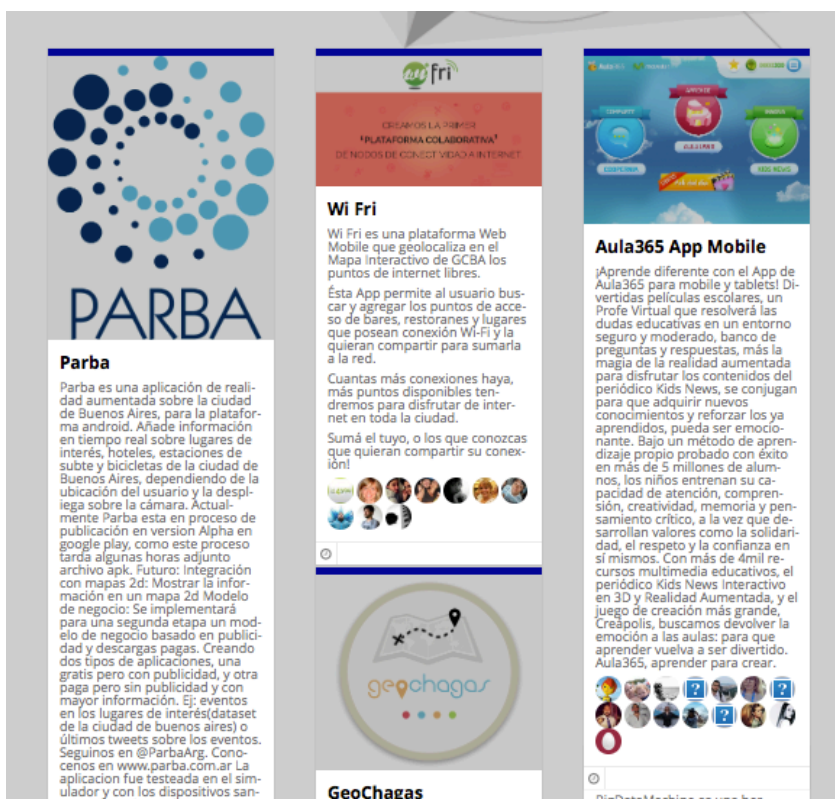 PARBA
Parba
Parba es una aplicación de reali-
dad aumentada sobre la ciudad
de Buenos Aires, para la platafor-
ma android. Añade información
en tiempo real sobre lugares de
interés, hoteles, estaciones de
subte y bicicletas de la ciudad de
Buenos Aires, dependiendo de la
ubicación del usuario y la despl-
iega sobre la cámara. Actual-
mente Parba esta en proceso de
publicación en version Alpha en
google play, como este proceso
tarda algunas horas adjunto
archivo apk. Futuro: Integración
con mapas 2d: Mostrar la infor-
mación en un mapa 2d Modelo
de negocio: Se implementará
para una segunda etapa un mod-
elo de negocio basado en publici-
dad y descargas pagas. Creando
dos tipos de aplicaciones, una
gratis pero con publicidad, y otra
paga pero sin publicidad y con
mayor información. Ej: eventos
en los lugares de interés(dataset
de la ciudad de buenos aires) o
últimos tweets sobre los eventos.
Seguinos en @ParbaArg. Cono-
cenos en www.parba.com.ar La
aplicacion fue testeada en el sim-
ulador y con los dispositivos san-
wi fri
CREAMOS LA PRIMER
"PLATAFORMA COLABORATIVA"
DE NODOS DE CONECTIVIDAD A INTERNET
Wi Fri
Wi Fri es una plataforma Web
Mobile que geolocaliza en el
Mapa Interactivo de GCBA los
puntos de internet libres.
Ésta App permite al usuario bus-
car y agregar los puntos de acce-
so de bares, restoranes y lugares
que posean conexión Wi-Fi y la
quieran compartir para sumarla
a la red.
Cuantas más conexiones haya,
más puntos disponibles ten-
dremos para disfrutar de inter-
net en toda la ciudad.
Sumá el tuyo, o los que conozcas
que quieran compartir su conex-
iòn!
geochagas
GeoChagas
APRENDE
COMPARTE
AULA365
KIDS NEWS
Aula365 App Mobile
¡Aprende diferente con el App de
Aula365 para mobile y tablets! Di-
vertidas películas escolares, un
Profe Virtual que resolverá las
dudas educativas en un entorno
seguro y moderado, banco de
preguntas y respuestas, más la
magia de la realidad aumentada
para disfrutar los contenidos del
periódico Kids News, se conjugan
para que adquirir nuevos
conocimientos y reforzar los ya
aprendidos, pueda ser emocio-
nante. Bajo un método de apren-
dizaje propio probado con éxito
en más de 5 millones de alum-
nos, los niños entrenan su ca-
pacidad de atención, compren-
sión, creatividad, memoria y pen-
samiento crítico, a la vez que de-
sarrollan valores como la solidari-
dad, el respeto y la confianza en
sí mismos. Con más de 4mil re-
cursos multimedia educativos, el
periódico Kids News Interactivo
en 3D y Realidad Aumentada, y el
juego de creación más grande,
Creápolis, buscamos devolver la
emoción a las aulas: para que
aprender vuelva a ser divertido.
Aula365, aprender para crear.